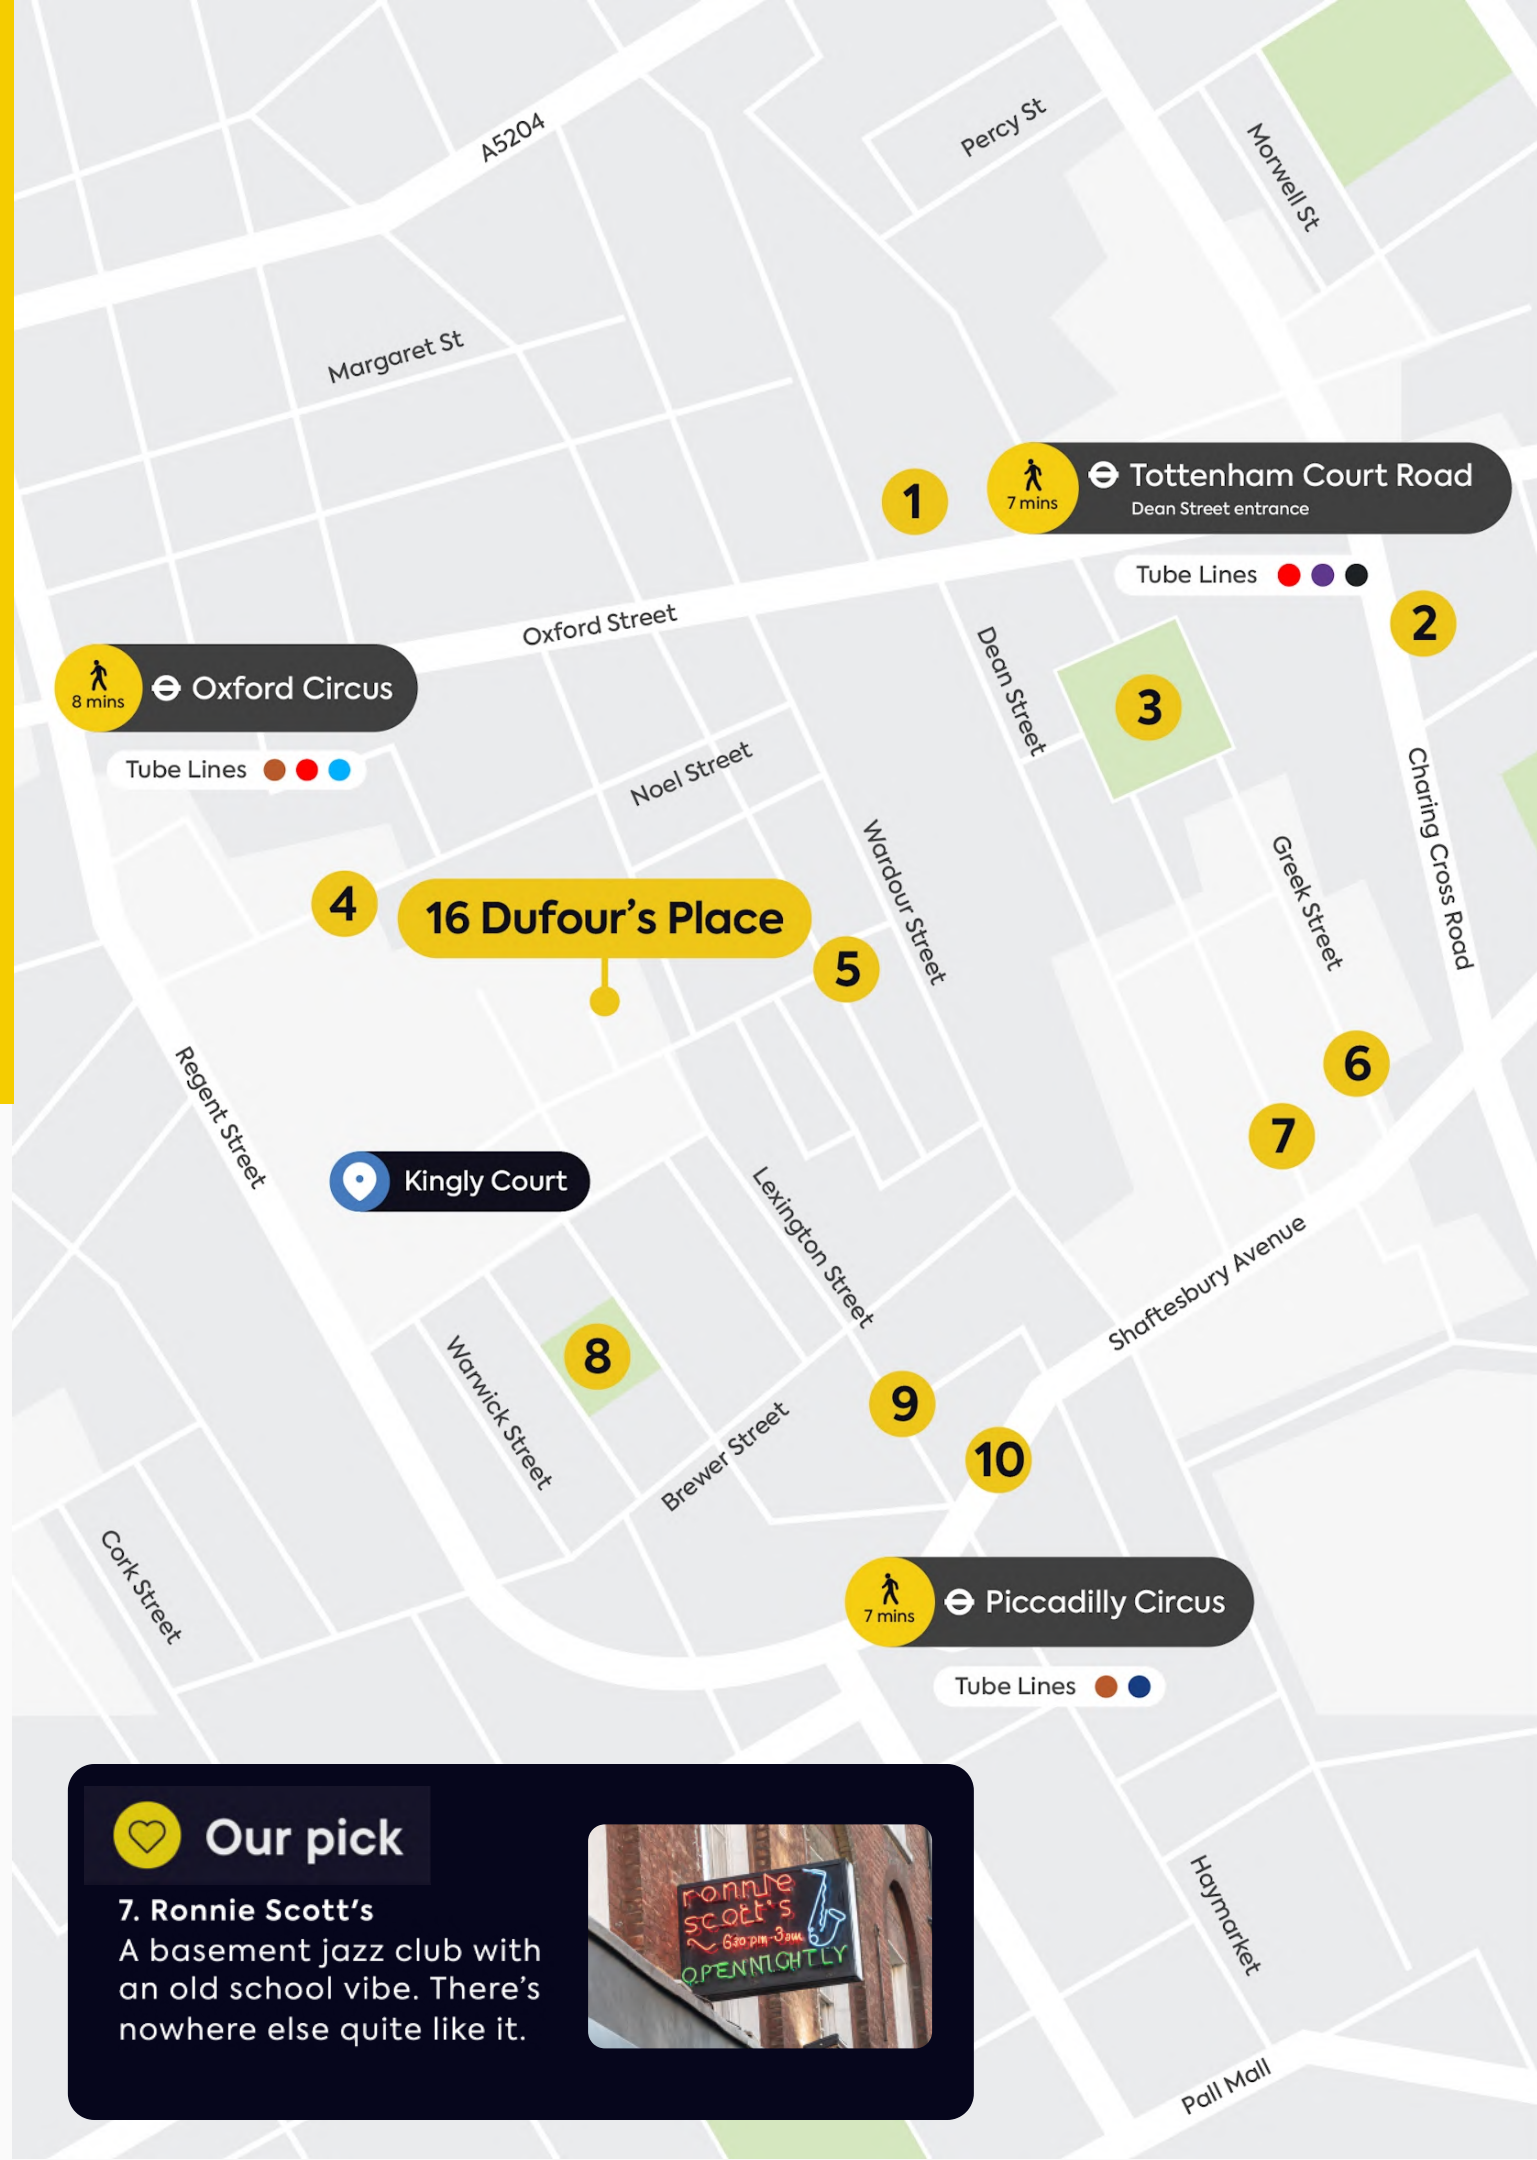 A5204
Percy St
Morwell St
Margaret St
1
7 mins
Tottenham Court Road
Dean Street entrance
Tube Lines
2
Oxford Street
Dean Street
8 mins
Oxford Circus
Tube Lines
3
Noel Street
Charing Cross Road
Wardour Street
Greek Street
4
16 Dufour's Place
5
Regent Street
6
7
Kingly Court
Lexington Street
Shaftesbury Avenue
8
Warwick Street
9
Brewer Street
10
Cork Street
7 mins
Piccadilly Circus
Tube Lines
Our pick
7. Ronnie Scott's
A basement jazz club with
an old school vibe. There's
nowhere else quite like it.
ronnie
scott's
630 pm-3am
OPEN NIGHTLY
Haymarket
Pall Mall